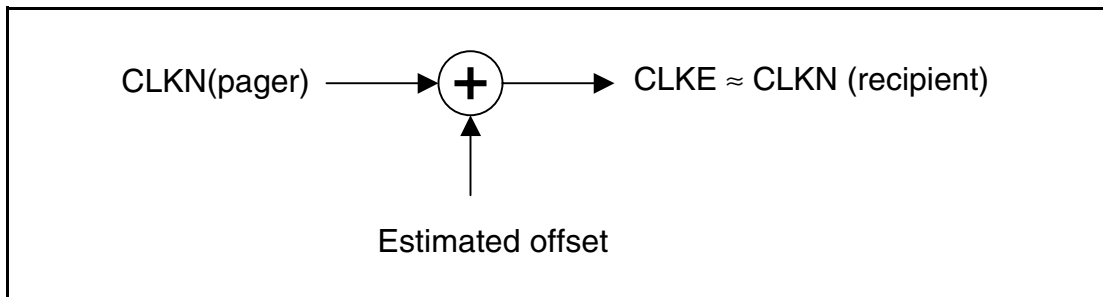 CLKN(pager) + CLKE ≈ CLKN (recipient)
Estimated offset